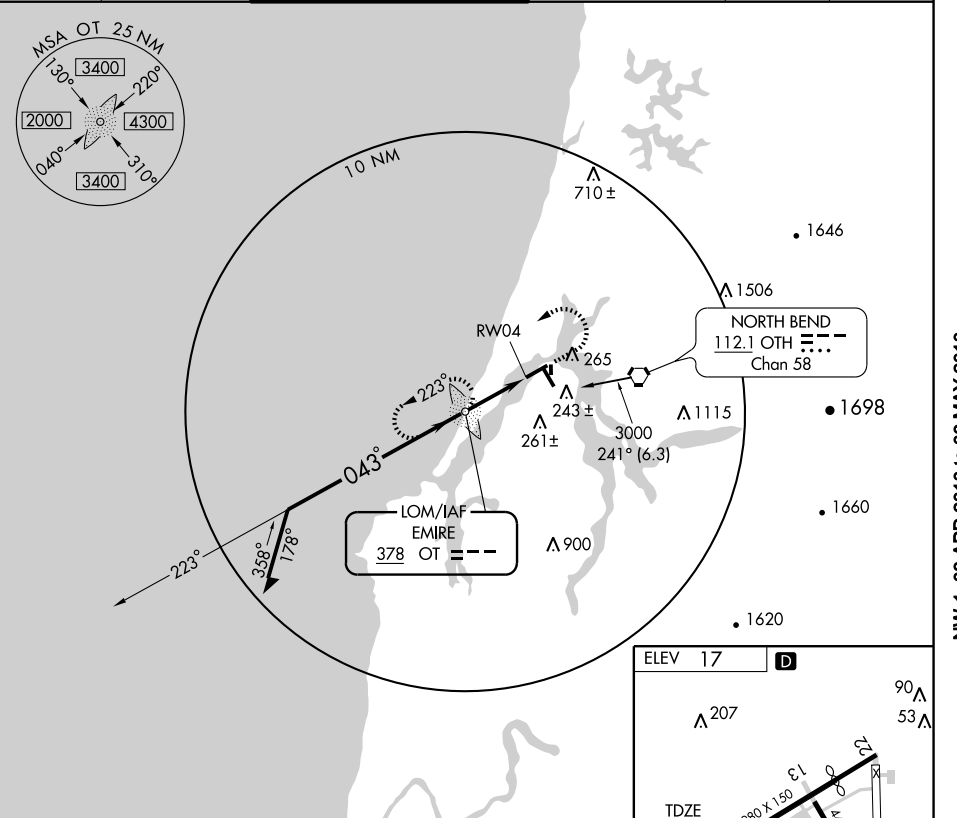 MSA OT 25 NM
130°
3400
220°
2000
4300
040°
310°
3400
10 NM
710 ±
1646
1506
NORTH BEND
112.1 OTH
Chan 58
RW04
265
223°
243 ±
261±
1115
1698
3000
241° (6.3)
043°
LOM/IAF
EMIRE
378 OT
1660
900
358°
178°
223°
1620
ELEV 17
D
207
90
53
22
13
X
TDZE
80 X 150